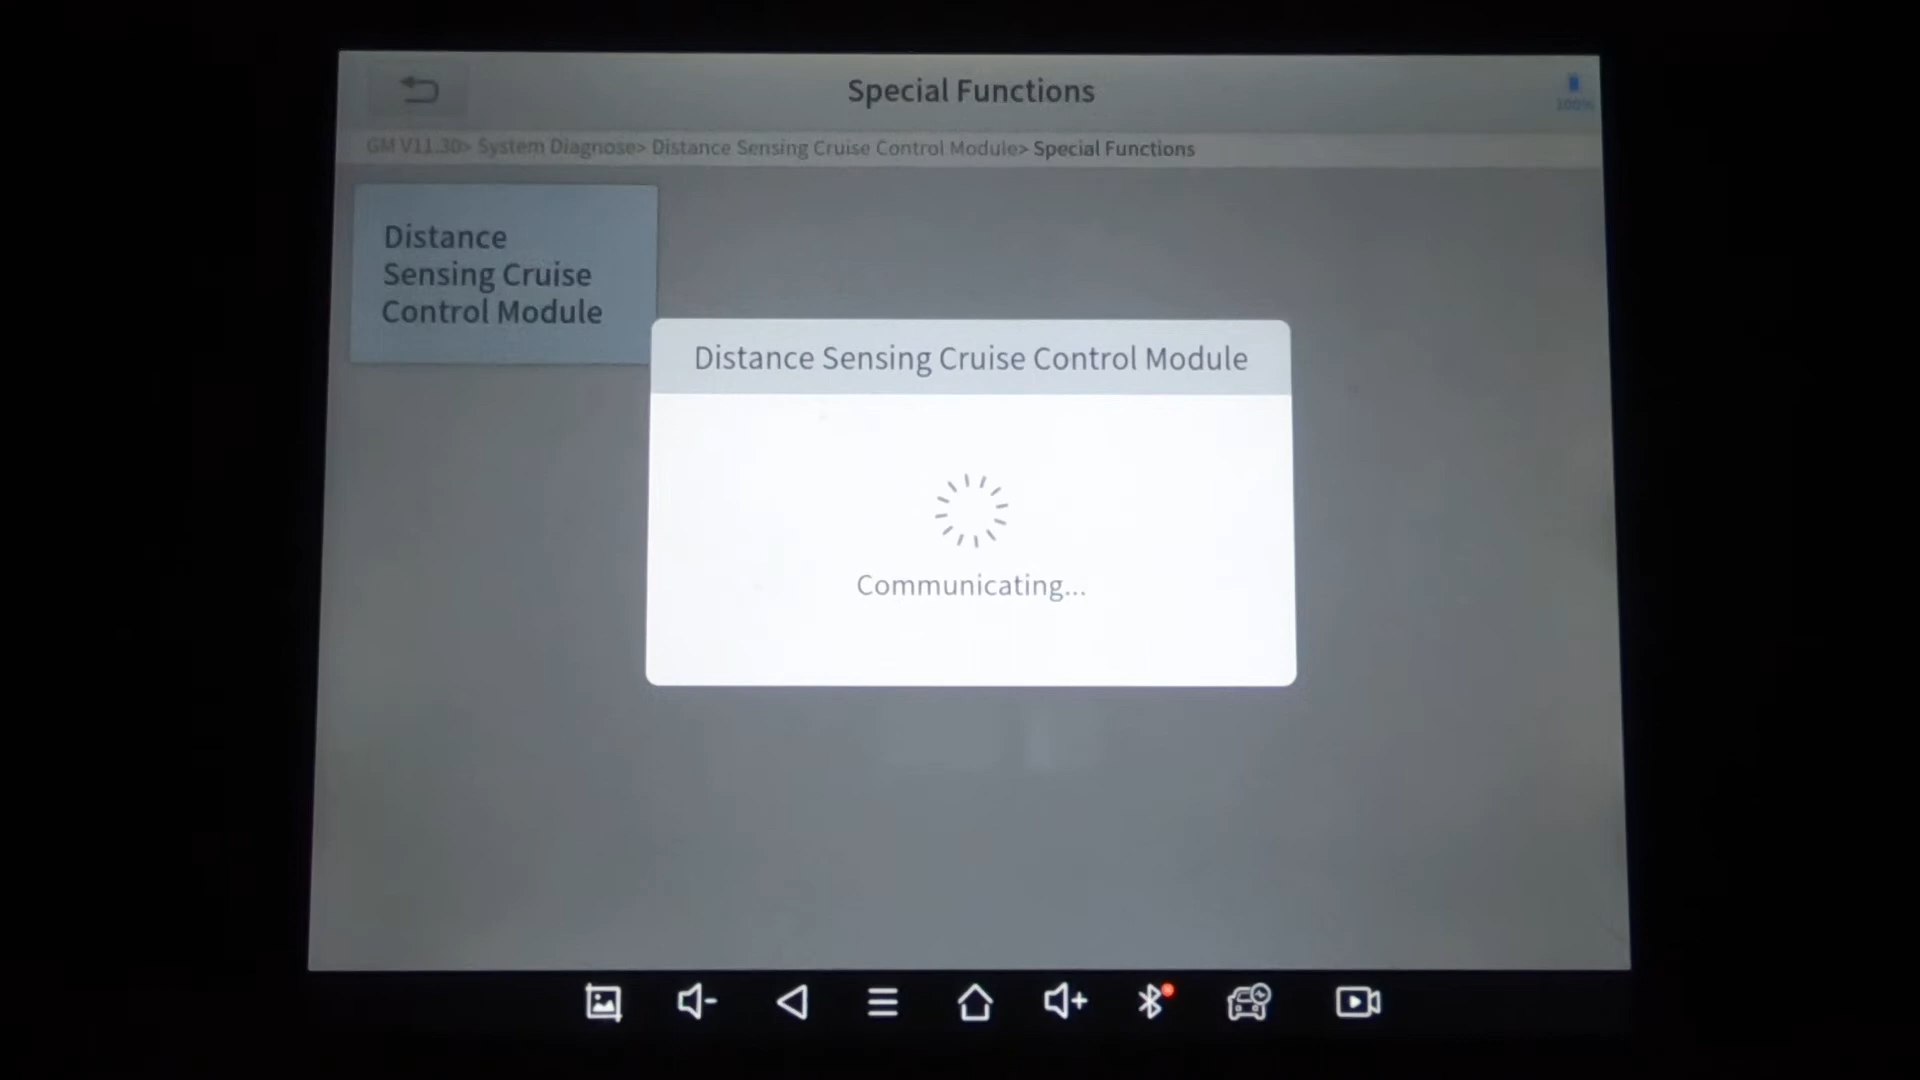 Special Functions
100%
GM V11.30> System Diagnose> Distance Sensing Cruise Control Module> Special Functions
Distance
Sensing Cruise
Control Module
Distance Sensing Cruise Control Module
Communicating...